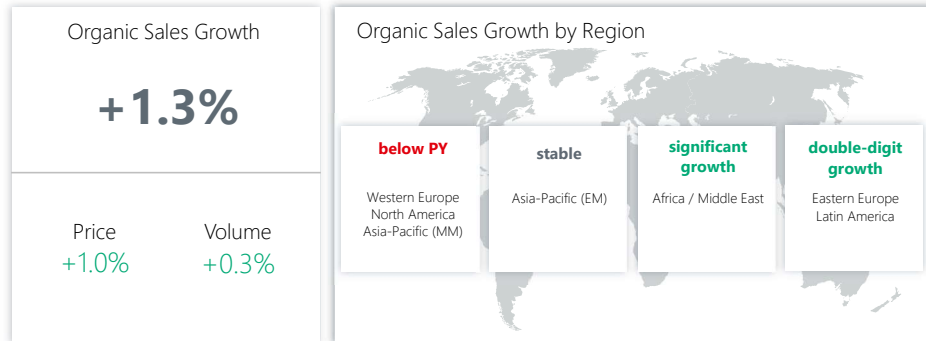 Organic Sales Growth
+1.3%
Price
+1.0%
Volume
+0.3%
Organic Sales Growth by Region
below PY
Western Europe
North America
Asia-Pacific (MM)
stable
Asia-Pacific (EM)
significant
growth
Africa / Middle East
double-digit
growth
Eastern Europe
Latin America